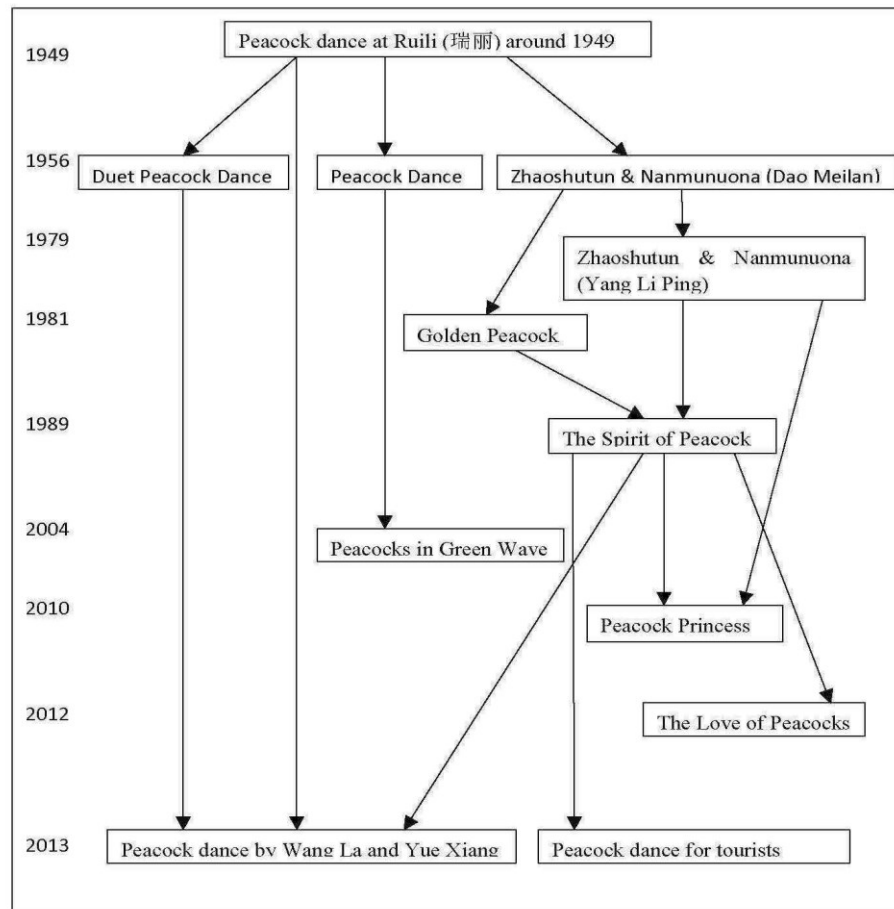 Peacock dance at Ruili (瑞丽) around 1949
1949
1956
Duet Peacock Dance
Peacock Dance
Zhaoshutun & Nanmunuona (Dao Meilan)
1979
Zhaoshutun & Nanmunuona
(Yang Li Ping)
1981
Golden Peacock
1989
The Spirit of Peacock
2004
Peacocks in Green Wave
2010
Peacock Princess
2012
The Love of Peacocks
2013
Peacock dance by Wang La and Yue Xiang
Peacock dance for tourists